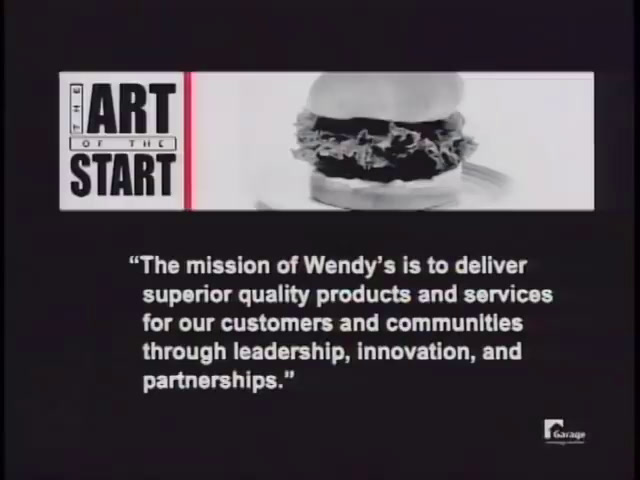 THE
ART
OF THE
START
“The mission of Wendy’s is to deliver
superior quality products and services
for our customers and communities
through leadership, innovation, and
partnerships.”
Garage